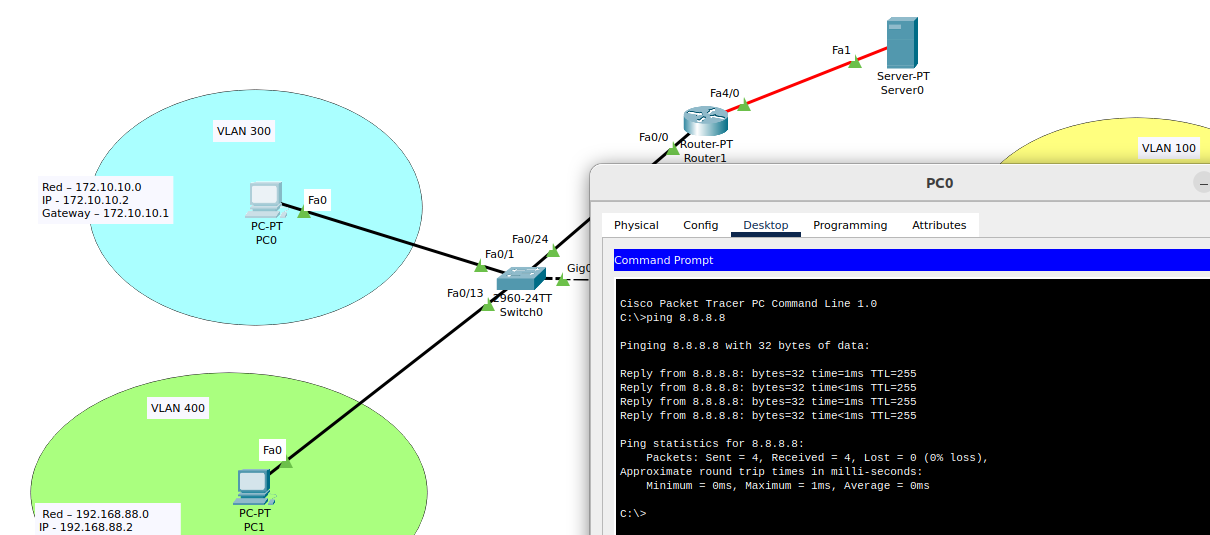 Fa1
Server-PT
Server0
Fa4/0
Fa0/0
Router-PT
Router1
VLAN 300
VLAN 100
Red – 172.10.10.0
IP - 172.10.10.2
Gateway – 172.10.10.1
Fa0
PC-PT
PC0
Fa0/24
Fa0/1
Gig0
Fa0/13
2960-24TT
Switch0
VLAN 400
Fa0
PC-PT
PC1
Red – 192.168.88.0
IP - 192.168.88.2
PC0
Physical Config Desktop Programming Attributes
Command Prompt
Cisco Packet Tracer PC Command Line 1.0
C:\>ping 8.8.8.8
Pinging 8.8.8.8 with 32 bytes of data:
Reply from 8.8.8.8: bytes=32 time=1ms TTL=255
Reply from 8.8.8.8: bytes=32 time<1ms TTL=255
Reply from 8.8.8.8: bytes=32 time=1ms TTL=255
Reply from 8.8.8.8: bytes=32 time<1ms TTL=255
Ping statistics for 8.8.8.8:
Packets: Sent = 4, Received = 4, Lost = 0 (0% loss),
Approximate round trip times in milli-seconds:
Minimum = 0ms, Maximum = 1ms, Average = 0ms
C:\>